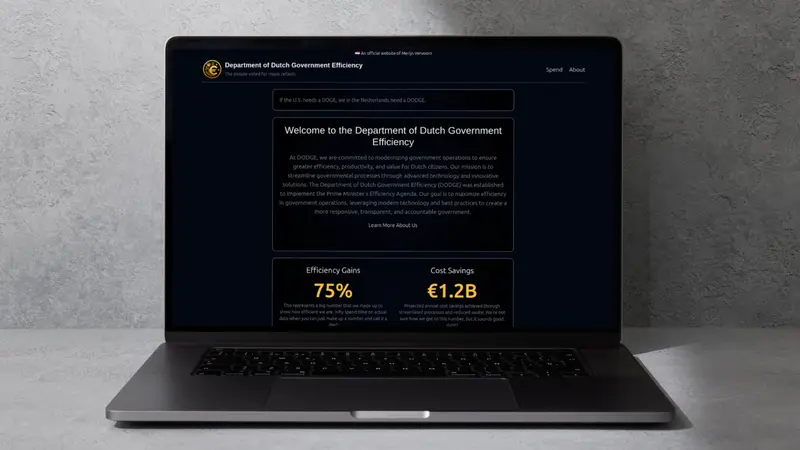 An official website of Marijn Vervoorn
Department of Dutch Government Efficiency
The people voted for major reform.
Spend About
If the U.S. needs a DOGE, we in the Netherlands need a DODGE.
Welcome to the Department of Dutch Government
Efficiency
At DODGE, we are committed to modernizing government operations to ensure
greater efficiency, productivity, and value for Dutch citizens. Our mission is to
streamline governmental processes through advanced technology and innovative
solutions. The Department of Dutch Government Efficiency (DODGE) was established
to implement the Prime Minister's Efficiency Agenda. Our goal is to maximize efficiency
in government operations, leveraging modern technology and best practices to create a
more responsive, transparent, and accountable government.
Learn More About Us
Efficiency Gains Cost Savings
75% €1.2B
This represents a big number that we made up to Projected annual cost savings achieved through
show how efficient we are. Why spend time on actual streamlined processes and reduced waste. We're not
data when you can just make up a number and call it a sure how we got to this number, but it sounds good,